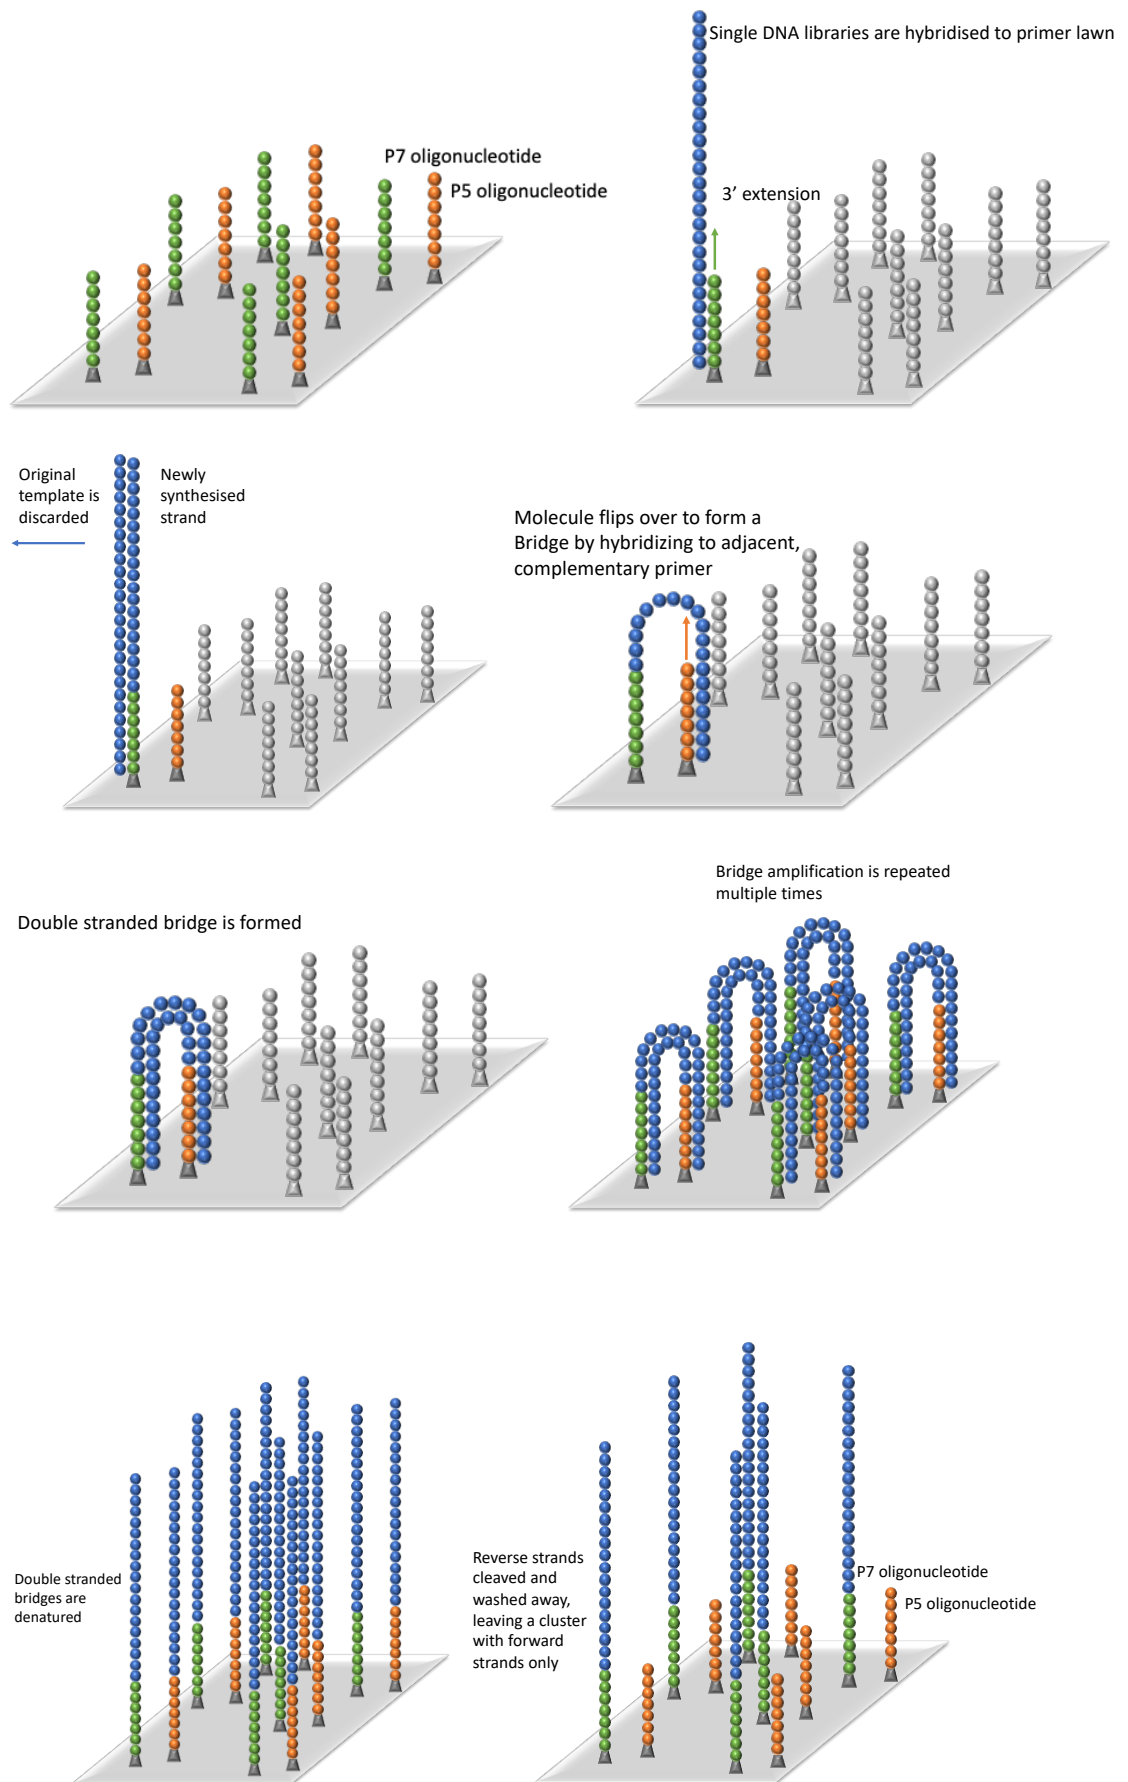 Single DNA libraries are hybridised to primer lawn
P7 oligonucleotide
P5 oligonucleotide
3’ extension
Original
template is
discarded
Newly
synthesised
strand
Molecule flips over to form a
Bridge by hybridizing to adjacent,
complementary primer
Double stranded bridge is formed
Bridge amplification is repeated
multiple times
Double stranded
bridges are
denatured
Reverse strands
cleaved and
washed away,
leaving a cluster
with forward
strands only
P7 oligonucleotide
P5 oligonucleotide